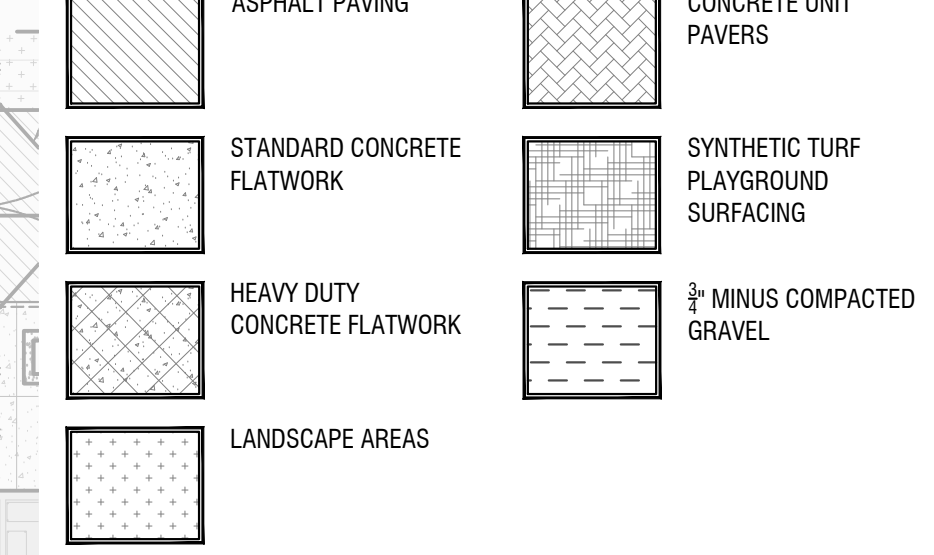 ASPHALT PAVING
STANDARD CONCRETE
FLATWORK
HEAVY DUTY
CONCRETE FLATWORK
LANDSCAPE AREAS
CONCRETE UNIT
PAVERS
SYNTHETIC TURF
PLAYGROUND
SURFACING
¾" MINUS COMPACTED
GRAVEL